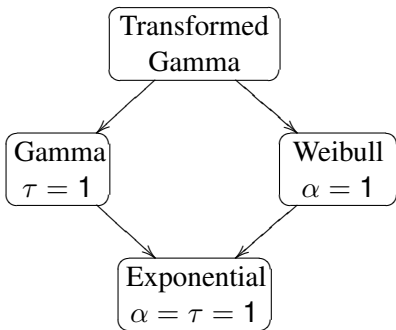 Transformed
Gamma
Gamma
τ = 1
Weibull
α = 1
Exponential
α = τ = 1